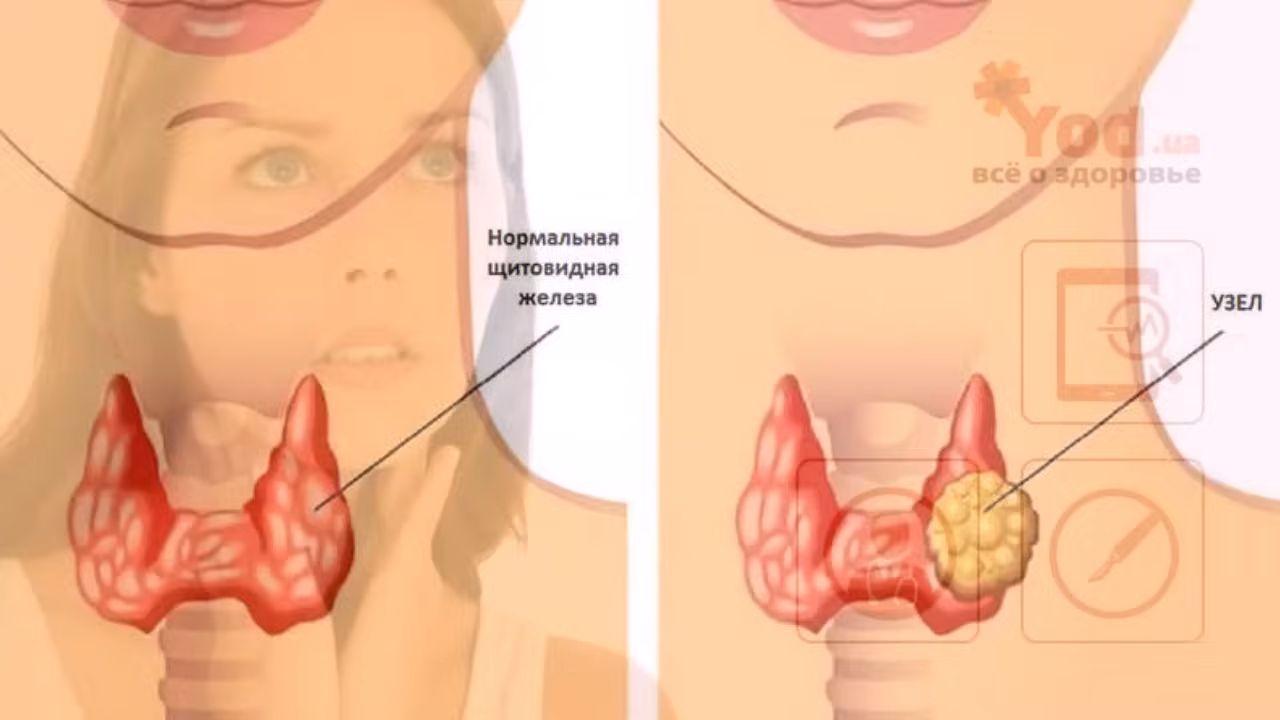 Нормальная
щитовидная
железа
Yod.ua
всё о здоровье
УЗЕЛ